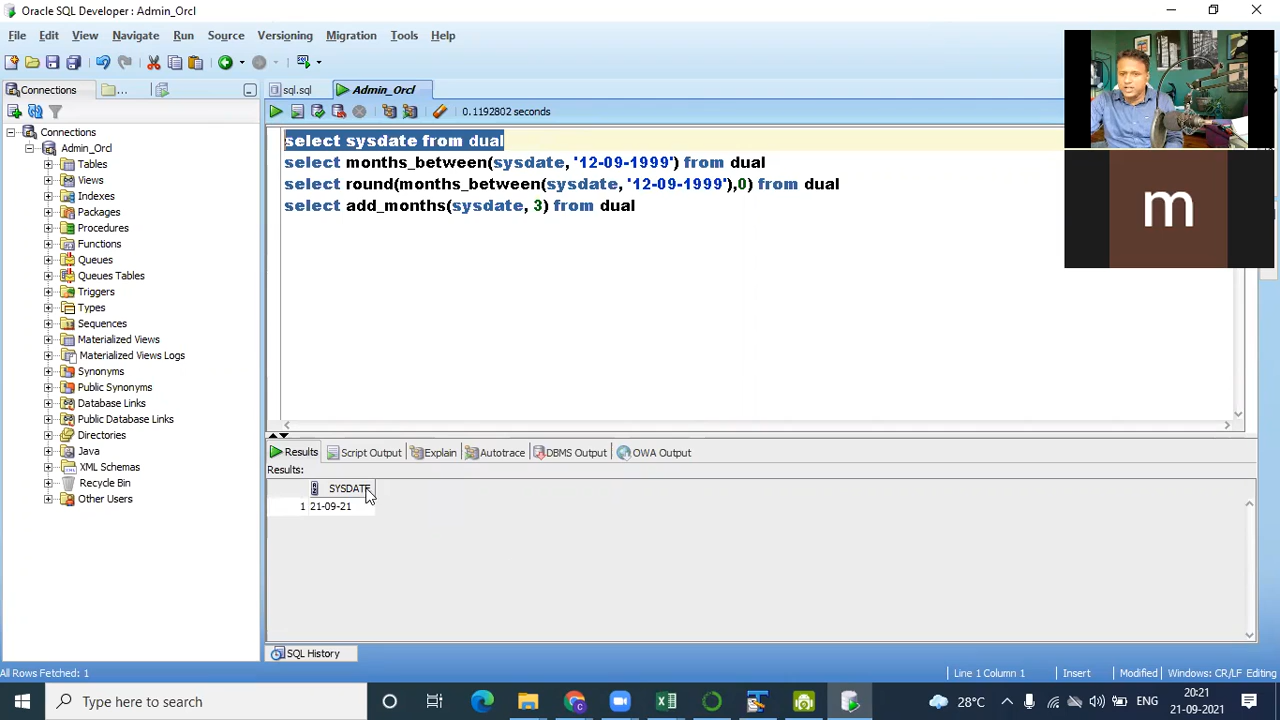 Oracle SQL Developer : Admin_Orcl
File Edit View Navigate Run Source Versioning Migration Tools Help
Connections ... sql.sql Admin_Orcl
0.1192802 seconds
Connections
Admin_Orcl
Tables
Views
Indexes
Packages
Procedures
Functions
Queues
Queues Tables
Triggers
Types
Sequences
Materialized Views
Materialized Views Logs
Synonyms
Public Synonyms
Database Links
Public Database Links
Directories
Java
XML Schemas
Recycle Bin
Other Users
select sysdate from dual
select months_between(sysdate, '12-09-1999') from dual
select round(months_between(sysdate, '12-09-1999'),0) from dual
select add_months(sysdate, 3) from dual
m
Results Script Output Explain Autotrace DBMS Output OWA Output
Results:
SYSDATE
1 21-09-21
SQL History
All Rows Fetched: 1 Line 1 Column 1 Insert Modified Windows: CR/LF Editing
Type here to search 28°C ENG 20:21
21-09-2021